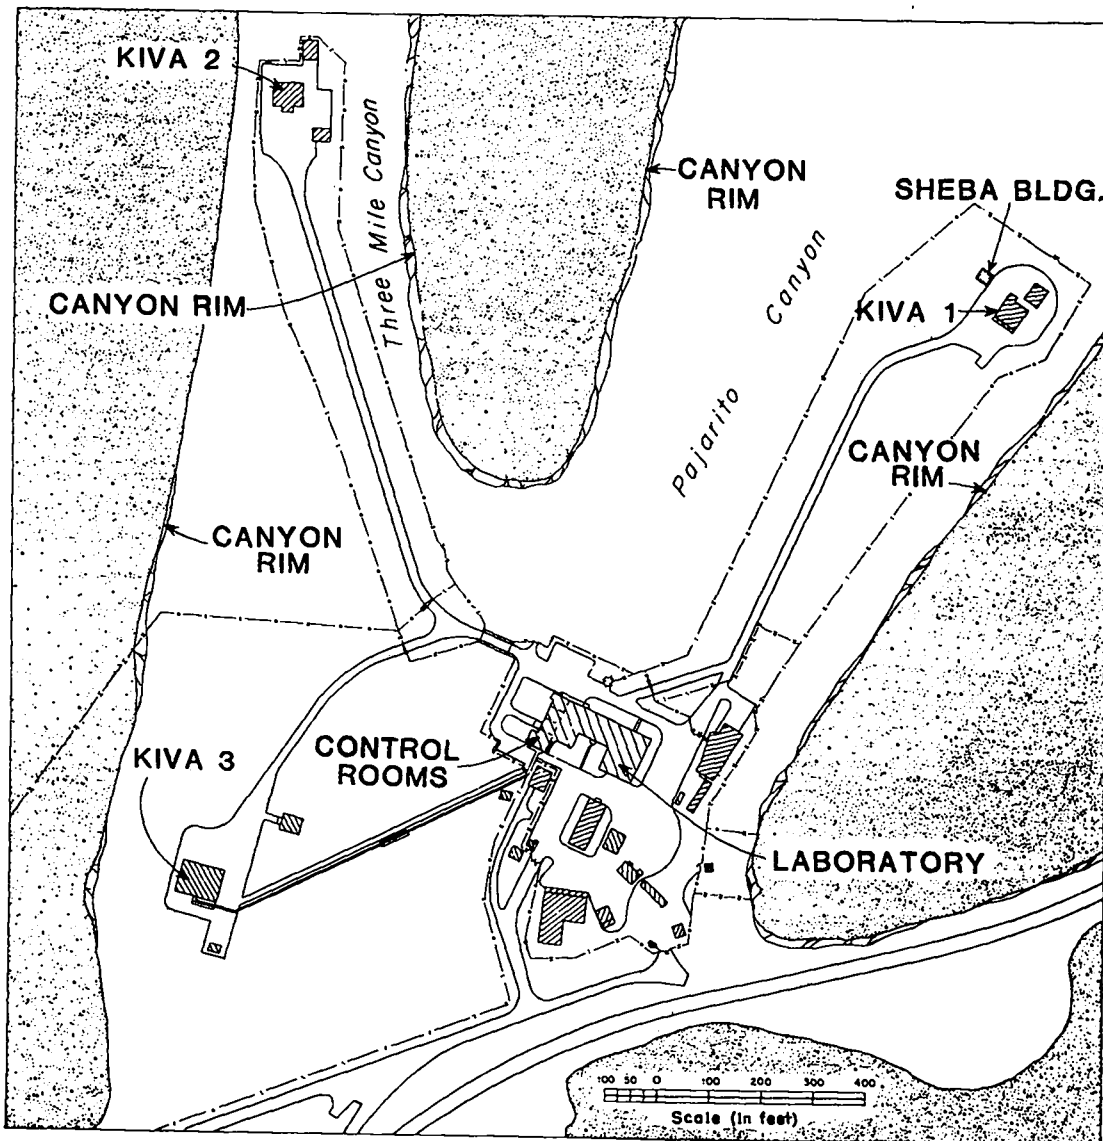 KIVA 2
Three Mile Canyon
CANYON
RIM
SHEBA BLDG.
CANYON RIM
Canyon
KIVA 1
Pajarito
CANYON
RIM
CANYON
RIM
KIVA 3
CONTROL
ROOMS
LABORATORY
100 50 0 100 200 300 400
Scale (in feet)